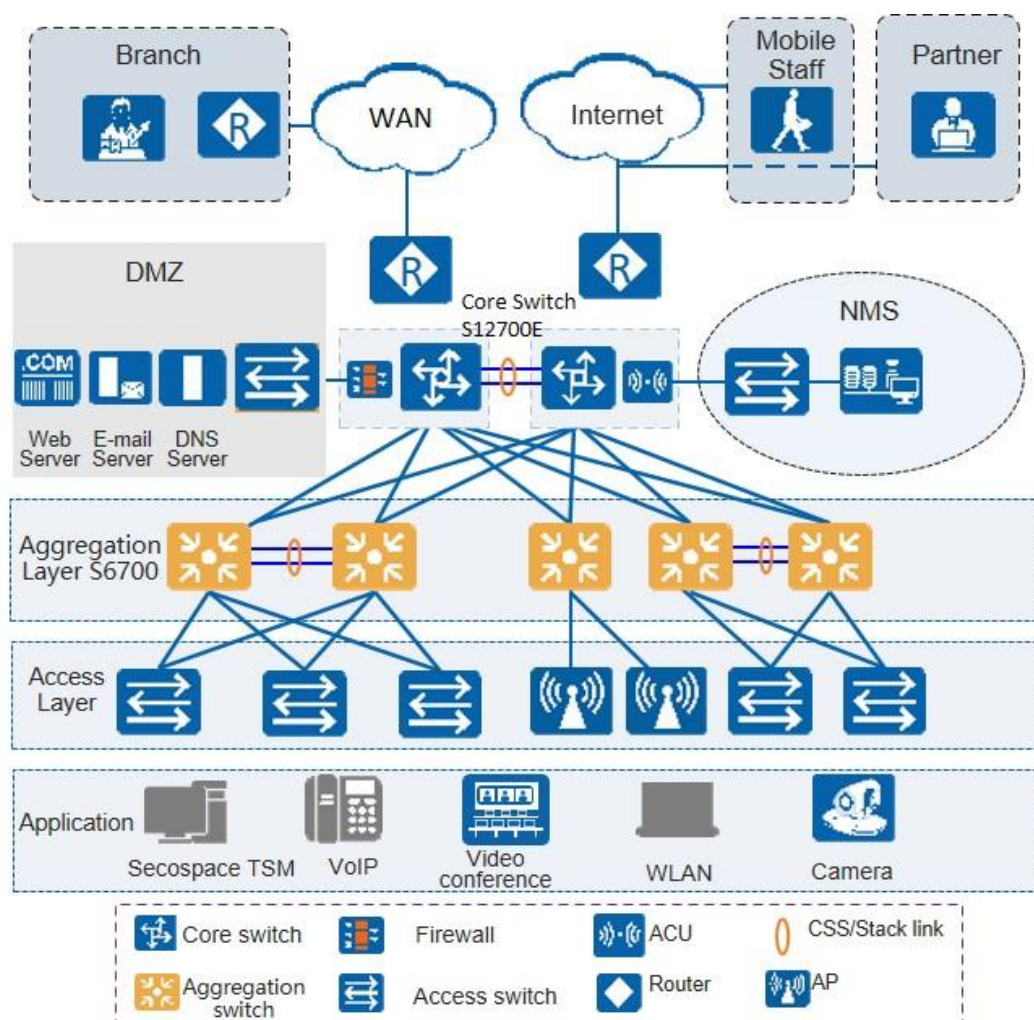 Branch
WAN
Internet
Mobile
Staff
Partner
R
R
R
DMZ
Core Switch
S12700E
NMS
.COM
Web
Server
E-mail
Server
DNS
Server
Aggregation
Layer S6700
Access
Layer
Application
Secospace TSM
VoIP
Video
conference
WLAN
Camera
Core switch
Firewall
ACU
CSS/Stack link
Aggregation
switch
Access switch
Router
AP